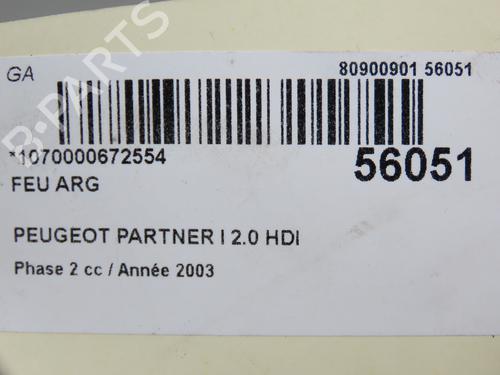 GA
80900901 56051
*1070000672554
56051
FEU ARG
PEUGEOT PARTNER I 2.0 HDI
Phase 2 cc / Année 2003
B-PARTS